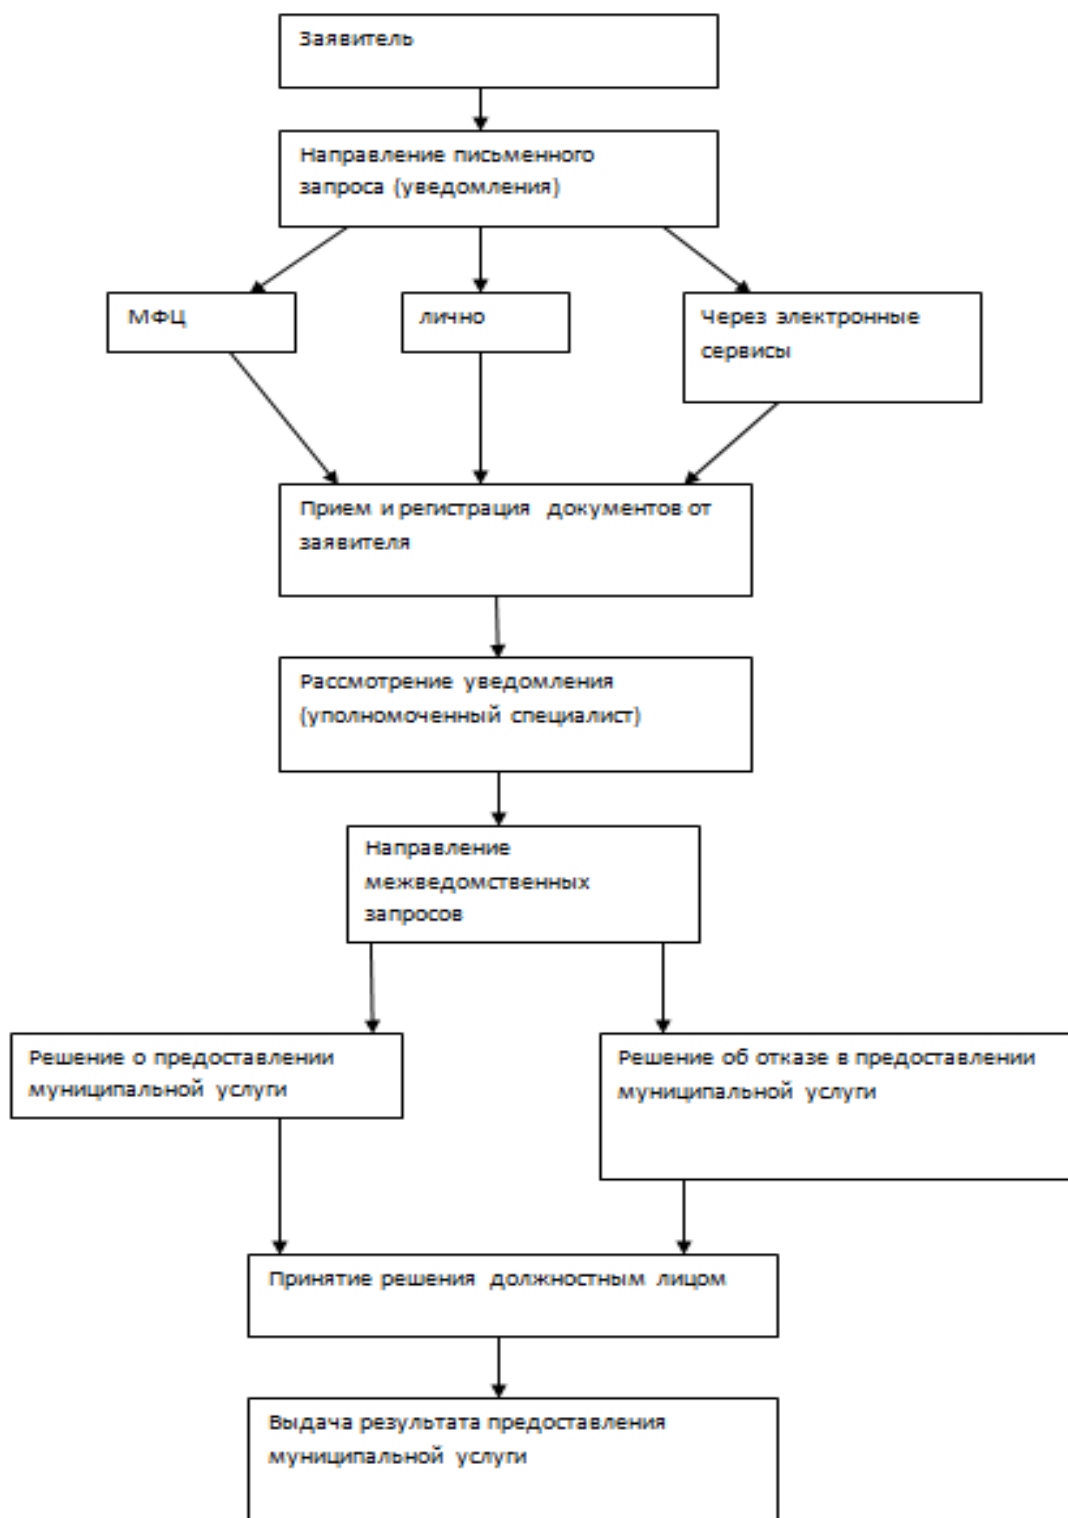 Заявитель
Направление письменного
запроса (уведомления)
МФЦ
лично
Через электронные
сервисы
Прием и регистрация документов от
заявителя
Рассмотрение уведомления
(уполномоченный специалист)
Направление
межведомственных
запросов
Решение о предоставлении
муниципальной услуги
Решение об отказе в предоставлении
муниципальной услуги
Принятие решения должностным лицом
Выдача результата предоставления
муниципальной услуги